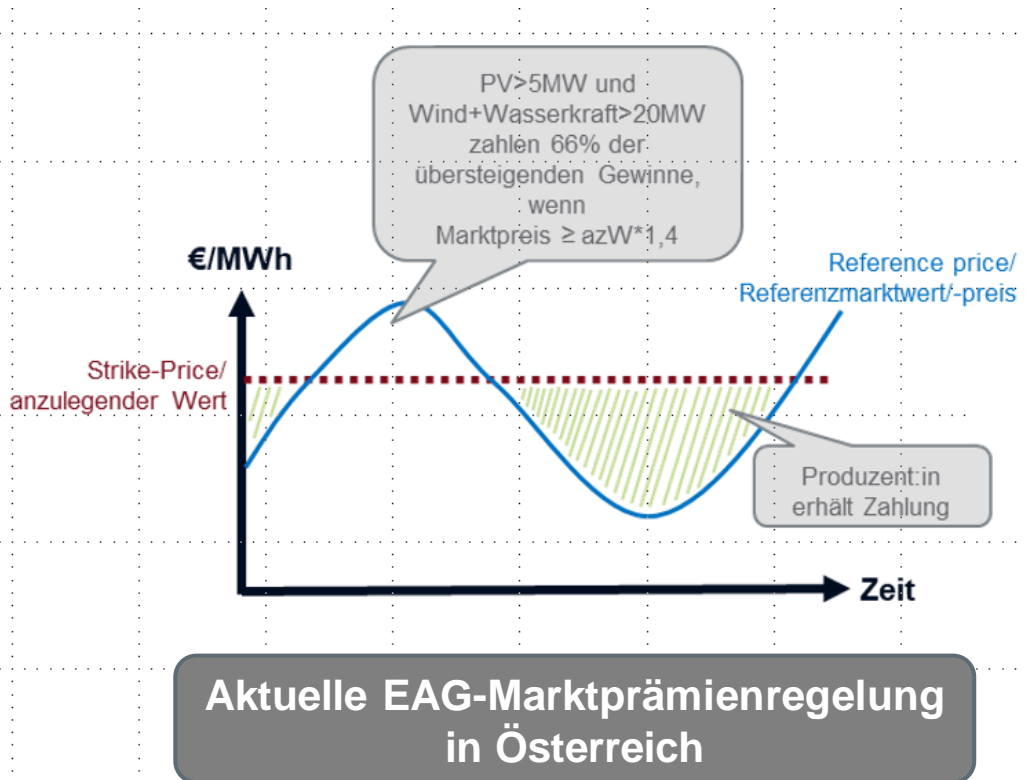 PV>5MW und
Wind+Wasserkraft>20MW
zahlen 66% der
übersteigenden Gewinne,
wenn
Marktpreis ≥ azW*1,4
€/MWh
Reference price/
Referenzmarktwert/-preis
Strike-Price/
anzulegender Wert
Produzent:in
erhält Zahlung
Zeit
Aktuelle EAG-Marktprämienregelung
in Österreich